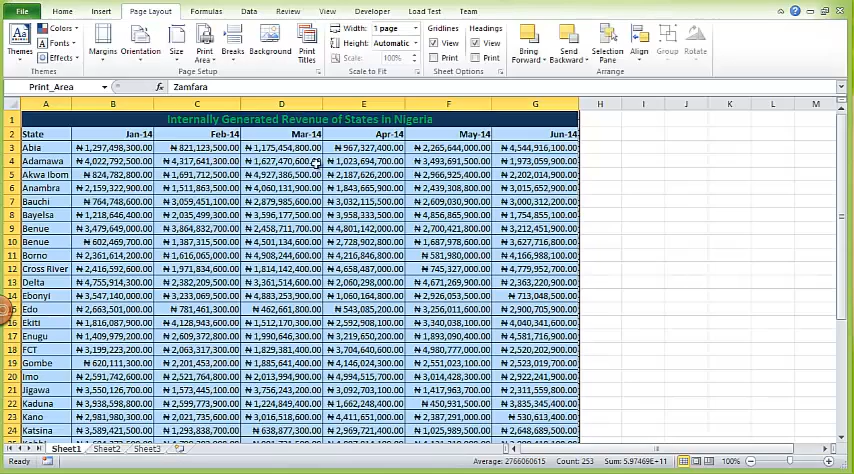 File Home Insert Page Layout Formulas Data Review View Developer Load Test Team
Colors Width: 1 page Gridlines Headings
Aa Themes Fonts Margins Orientation Size Print Area Breaks Background Print Titles Height: Automatic View View Bring Forward Send Backward Selection Pane Align Group Rotate
Effects Scale: 100% Print Print
Themes Page Setup Scale to Fit Sheet Options Arrange
Print_Area fx Zamfara
A B C D E F G H I J K L M
1 Internally Generated Revenue of States in Nigeria
2 State Jan-14 Feb-14 Mar-14 Apr-14 May-14 Jun-14
3 Abia ₦ 1,297,498,300.00 ₦ 821,123,500.00 ₦ 1,175,454,800.00 ₦ 967,327,400.00 ₦ 2,265,644,000.00 ₦ 4,544,916,100.00
4 Adamawa ₦ 4,022,792,500.00 ₦ 4,317,641,300.00 ₦ 1,627,470,600.00 ₦ 1,023,694,700.00 ₦ 3,493,691,500.00 ₦ 1,973,059,900.00
5 Akwa Ibom ₦ 824,782,800.00 ₦ 1,691,712,500.00 ₦ 4,927,386,500.00 ₦ 2,187,626,200.00 ₦ 2,966,925,400.00 ₦ 2,202,014,900.00
6 Anambra ₦ 2,159,322,900.00 ₦ 1,511,863,500.00 ₦ 4,060,131,900.00 ₦ 1,843,665,900.00 ₦ 2,439,308,800.00 ₦ 3,015,652,900.00
7 Bauchi ₦ 764,748,600.00 ₦ 3,059,451,100.00 ₦ 2,879,985,600.00 ₦ 3,032,115,500.00 ₦ 2,609,030,900.00 ₦ 3,000,312,200.00
8 Bayelsa ₦ 1,218,646,400.00 ₦ 2,035,499,300.00 ₦ 3,596,177,500.00 ₦ 3,958,333,500.00 ₦ 4,856,865,900.00 ₦ 1,754,855,100.00
9 Benue ₦ 3,479,649,000.00 ₦ 3,864,832,700.00 ₦ 2,458,711,700.00 ₦ 4,801,142,000.00 ₦ 2,700,421,800.00 ₦ 3,212,451,900.00
10 Benue ₦ 602,469,700.00 ₦ 1,387,315,500.00 ₦ 4,501,134,600.00 ₦ 2,728,902,800.00 ₦ 1,687,978,600.00 ₦ 3,627,716,800.00
11 Borno ₦ 2,361,614,200.00 ₦ 1,616,065,000.00 ₦ 4,908,244,600.00 ₦ 4,216,846,800.00 ₦ 581,980,000.00 ₦ 4,166,988,100.00
12 Cross River ₦ 2,416,592,600.00 ₦ 1,971,834,600.00 ₦ 1,814,142,400.00 ₦ 4,658,487,000.00 ₦ 745,327,000.00 ₦ 4,779,952,700.00
13 Delta ₦ 4,755,914,300.00 ₦ 2,382,209,500.00 ₦ 3,361,514,600.00 ₦ 2,060,298,000.00 ₦ 4,671,269,900.00 ₦ 2,363,220,900.00
14 Ebonyi ₦ 3,547,140,000.00 ₦ 3,233,069,500.00 ₦ 4,883,253,900.00 ₦ 1,060,164,800.00 ₦ 2,926,053,500.00 ₦ 713,048,500.00
Edo ₦ 2,663,501,000.00 ₦ 781,461,300.00 ₦ 462,661,800.00 ₦ 543,085,200.00 ₦ 3,256,011,600.00 ₦ 2,900,705,900.00
16 Ekiti ₦ 1,816,087,900.00 ₦ 4,128,943,600.00 ₦ 1,512,170,300.00 ₦ 2,592,908,100.00 ₦ 3,340,038,100.00 ₦ 4,040,341,600.00
17 Enugu ₦ 1,409,979,200.00 ₦ 2,609,372,800.00 ₦ 1,990,646,300.00 ₦ 3,219,650,200.00 ₦ 1,893,090,400.00 ₦ 4,581,716,900.00
18 FCT ₦ 3,199,223,200.00 ₦ 2,063,317,300.00 ₦ 1,829,381,400.00 ₦ 3,704,640,600.00 ₦ 4,980,777,000.00 ₦ 2,520,202,900.00
19 Gombe ₦ 620,111,300.00 ₦ 2,201,453,200.00 ₦ 1,885,641,400.00 ₦ 4,146,024,300.00 ₦ 2,551,023,100.00 ₦ 2,523,019,700.00
20 Imo ₦ 2,591,742,600.00 ₦ 2,521,764,800.00 ₦ 2,013,994,900.00 ₦ 4,994,515,700.00 ₦ 3,014,928,300.00 ₦ 2,922,241,900.00
21 Jigawa ₦ 3,550,126,700.00 ₦ 1,573,445,100.00 ₦ 3,756,243,200.00 ₦ 3,092,703,100.00 ₦ 1,417,963,700.00 ₦ 2,311,559,800.00
22 Kaduna ₦ 3,938,598,700.00 ₦ 2,599,773,900.00 ₦ 1,224,849,400.00 ₦ 1,662,248,400.00 ₦ 450,931,500.00 ₦ 3,835,345,400.00
23 Kano ₦ 2,981,980,300.00 ₦ 2,021,735,600.00 ₦ 3,016,518,600.00 ₦ 4,411,651,000.00 ₦ 2,387,291,000.00 ₦ 530,613,400.00
24 Katsina ₦ 3,589,421,500.00 ₦ 1,293,838,700.00 ₦ 638,877,300.00 ₦ 2,969,721,400.00 ₦ 1,025,989,500.00 ₦ 2,648,689,500.00
Sheet1 Sheet2 Sheet3
Ready Average: 2766060615 Count: 253 Sum: 5.97469E+11 100%